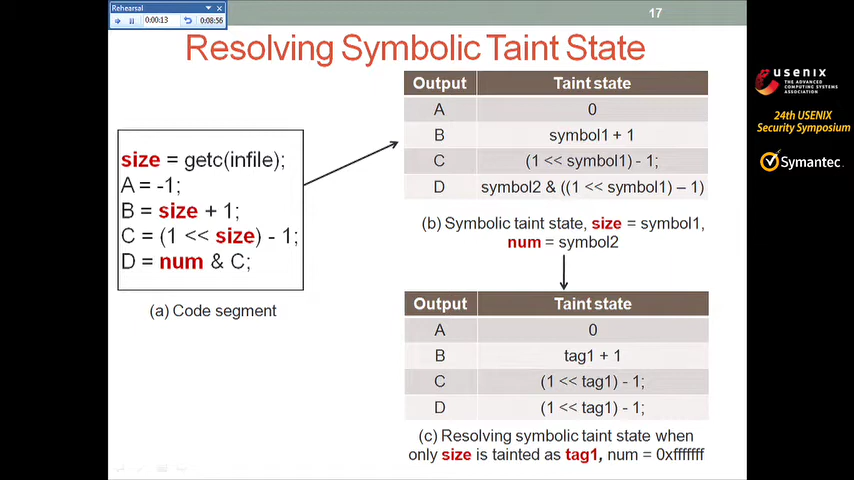 Rehearsal
0:00:13
0:08:56
17
Resolving Symbolic Taint State
size = getc(infile);
A = -1;
B = size + 1;
C = (1 << size) - 1;
D = num & C;
(a) Code segment
Output Taint state
A 0
B symbol1 + 1
C (1 << symbol1) - 1;
D symbol2 & ((1 << symbol1) – 1)
(b) Symbolic taint state, size = symbol1,
num = symbol2
Output Taint state
A 0
B tag1 + 1
C (1 << tag1) - 1;
D (1 << tag1) - 1;
(c) Resolving symbolic taint state when
only size is tainted as tag1, num = 0xfffffff
usenix
THE ADVANCED
COMPUTING SYSTEMS
ASSOCIATION
24th USENIX
Security Symposium
Symantec.